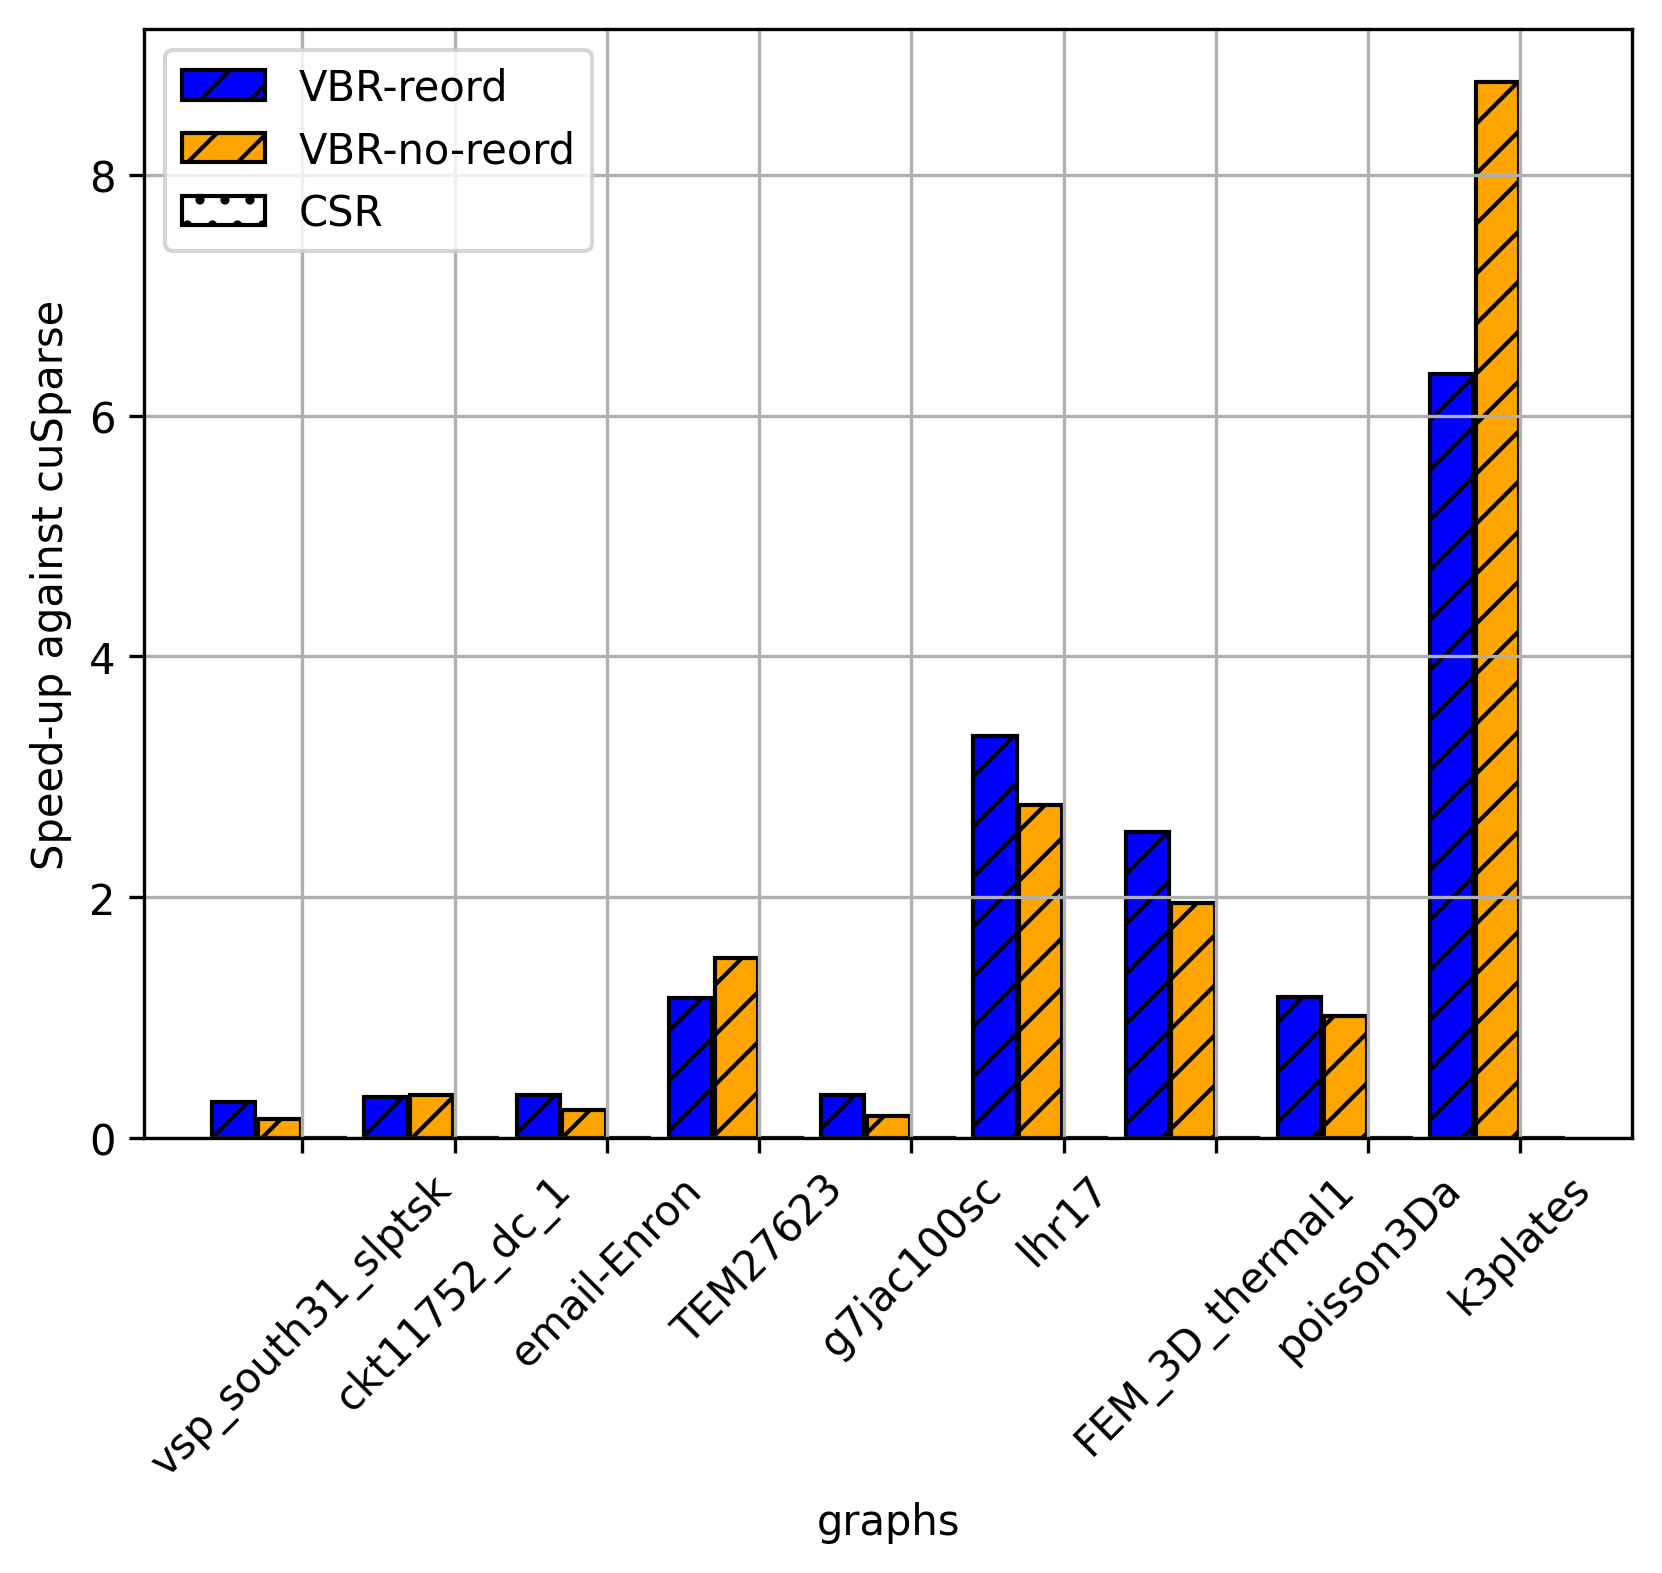 VBR-reord
VBR-no-reord
CSR
Speed-up against cuSparse
8
6
4
2
0
vsp_south31_slptsk
ckt11752_dc_1
email-Enron
TEM27623
g7jac100sc
lhr17
FEM_3D_thermal1
poisson3Da
k3plates
graphs